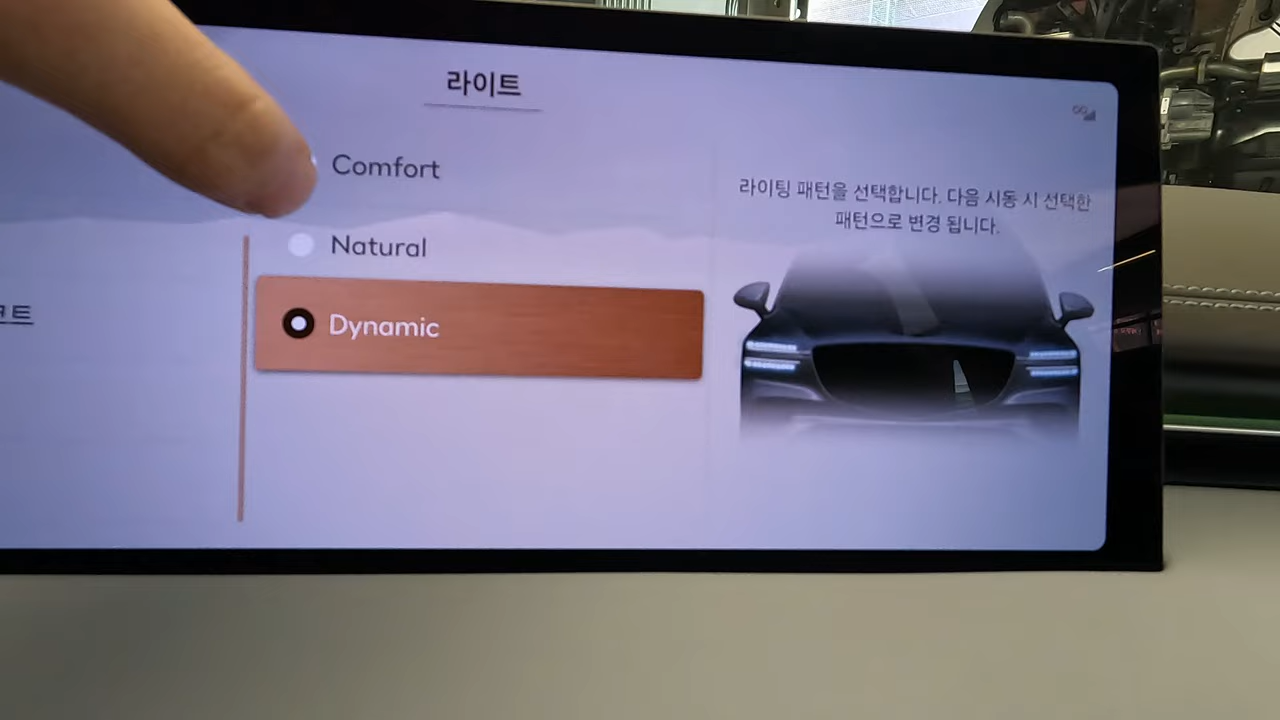 라이트
Comfort
Natural
Dynamic
라이팅 패턴을 선택합니다. 다음 시동 시 선택한
패턴으로 변경 됩니다.